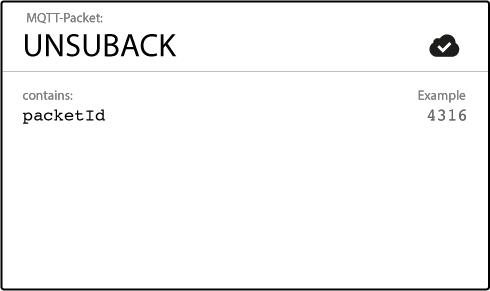 MQTT-Packet:
UNSUBACK
contains: Example
packetId 4316